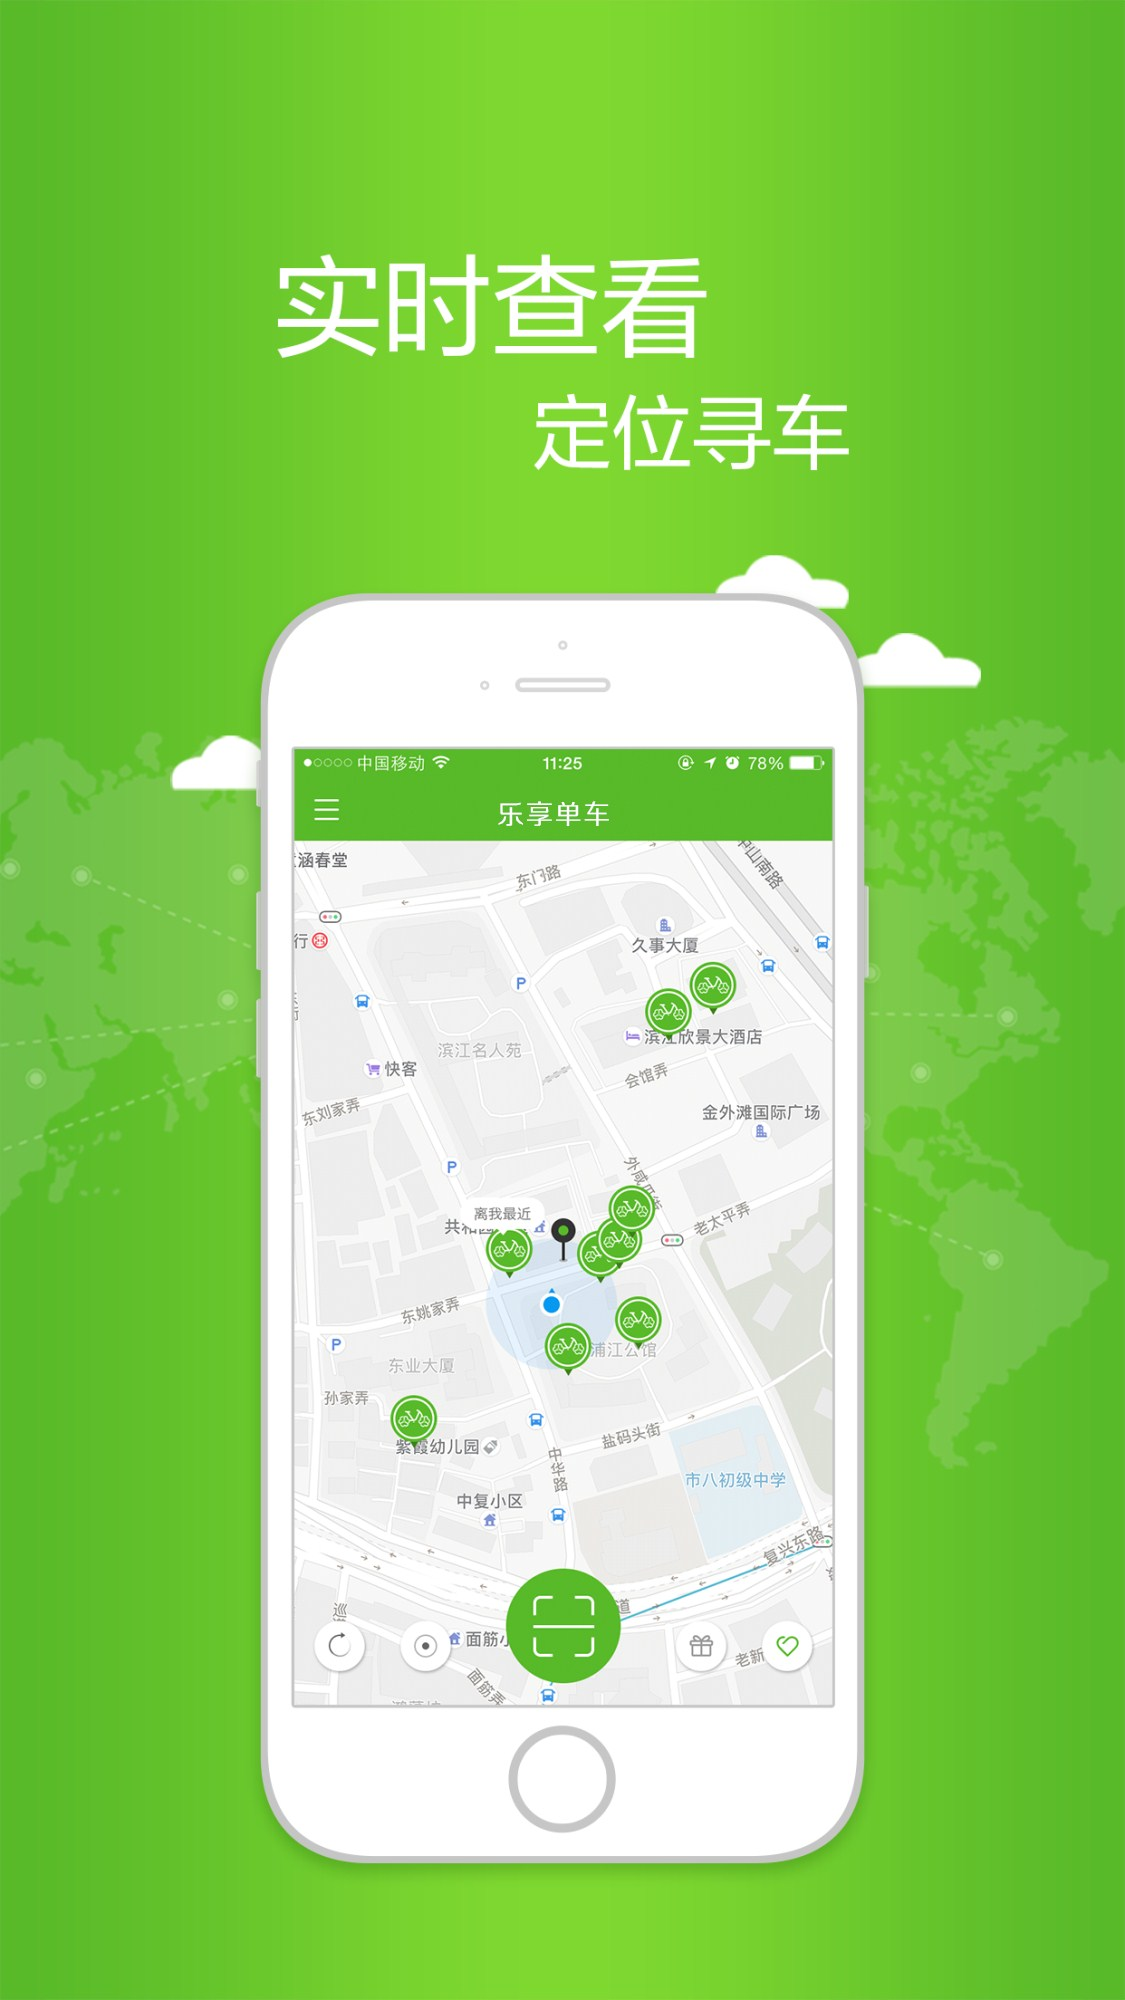 实时查看
定位寻车
中国移动
11:25
78%
乐享单车
涵春堂
东门路
中山南路
行
久事大厦
P
滨江欣景大酒店
滨江名人苑
快客
会馆弄
金外滩国际广场
东刘家弄
P
外咸瓜街
离我最近
老太平弄
东姚家弄
P
浦江公馆
东业大厦
孙家弄
紫霞幼儿园
盐码头街
中华路
市八初级中学
中复小区
复兴东路
道
巡
面筋小
老新
面筋弄